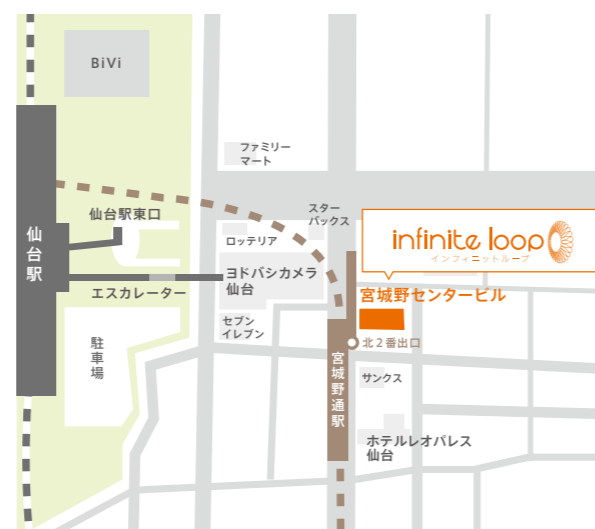 BiVi
ファミリー
マート
仙台駅東口
スター
バックス
仙台駅
ロッテリア
infinite loop
インフィニットループ
ヨドバシカメラ
仙台
エスカレーター
宮城野センタービル
セブン
イレブン
駐車場
北2番出口
宮城野通駅
サンクス
ホテルレオパレス
仙台